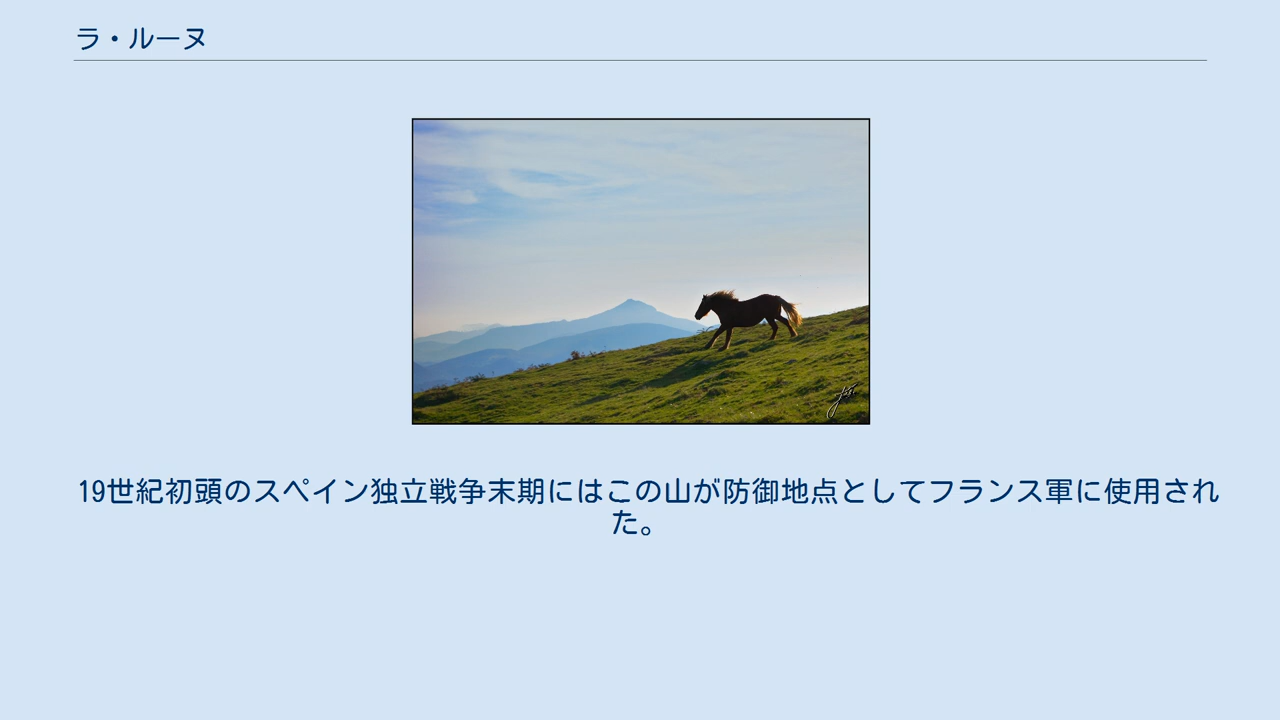 ラ・ルーヌ
19世紀初頭のスペイン独立戦争末期にはこの山が防御地点としてフランス軍に使用され
た。